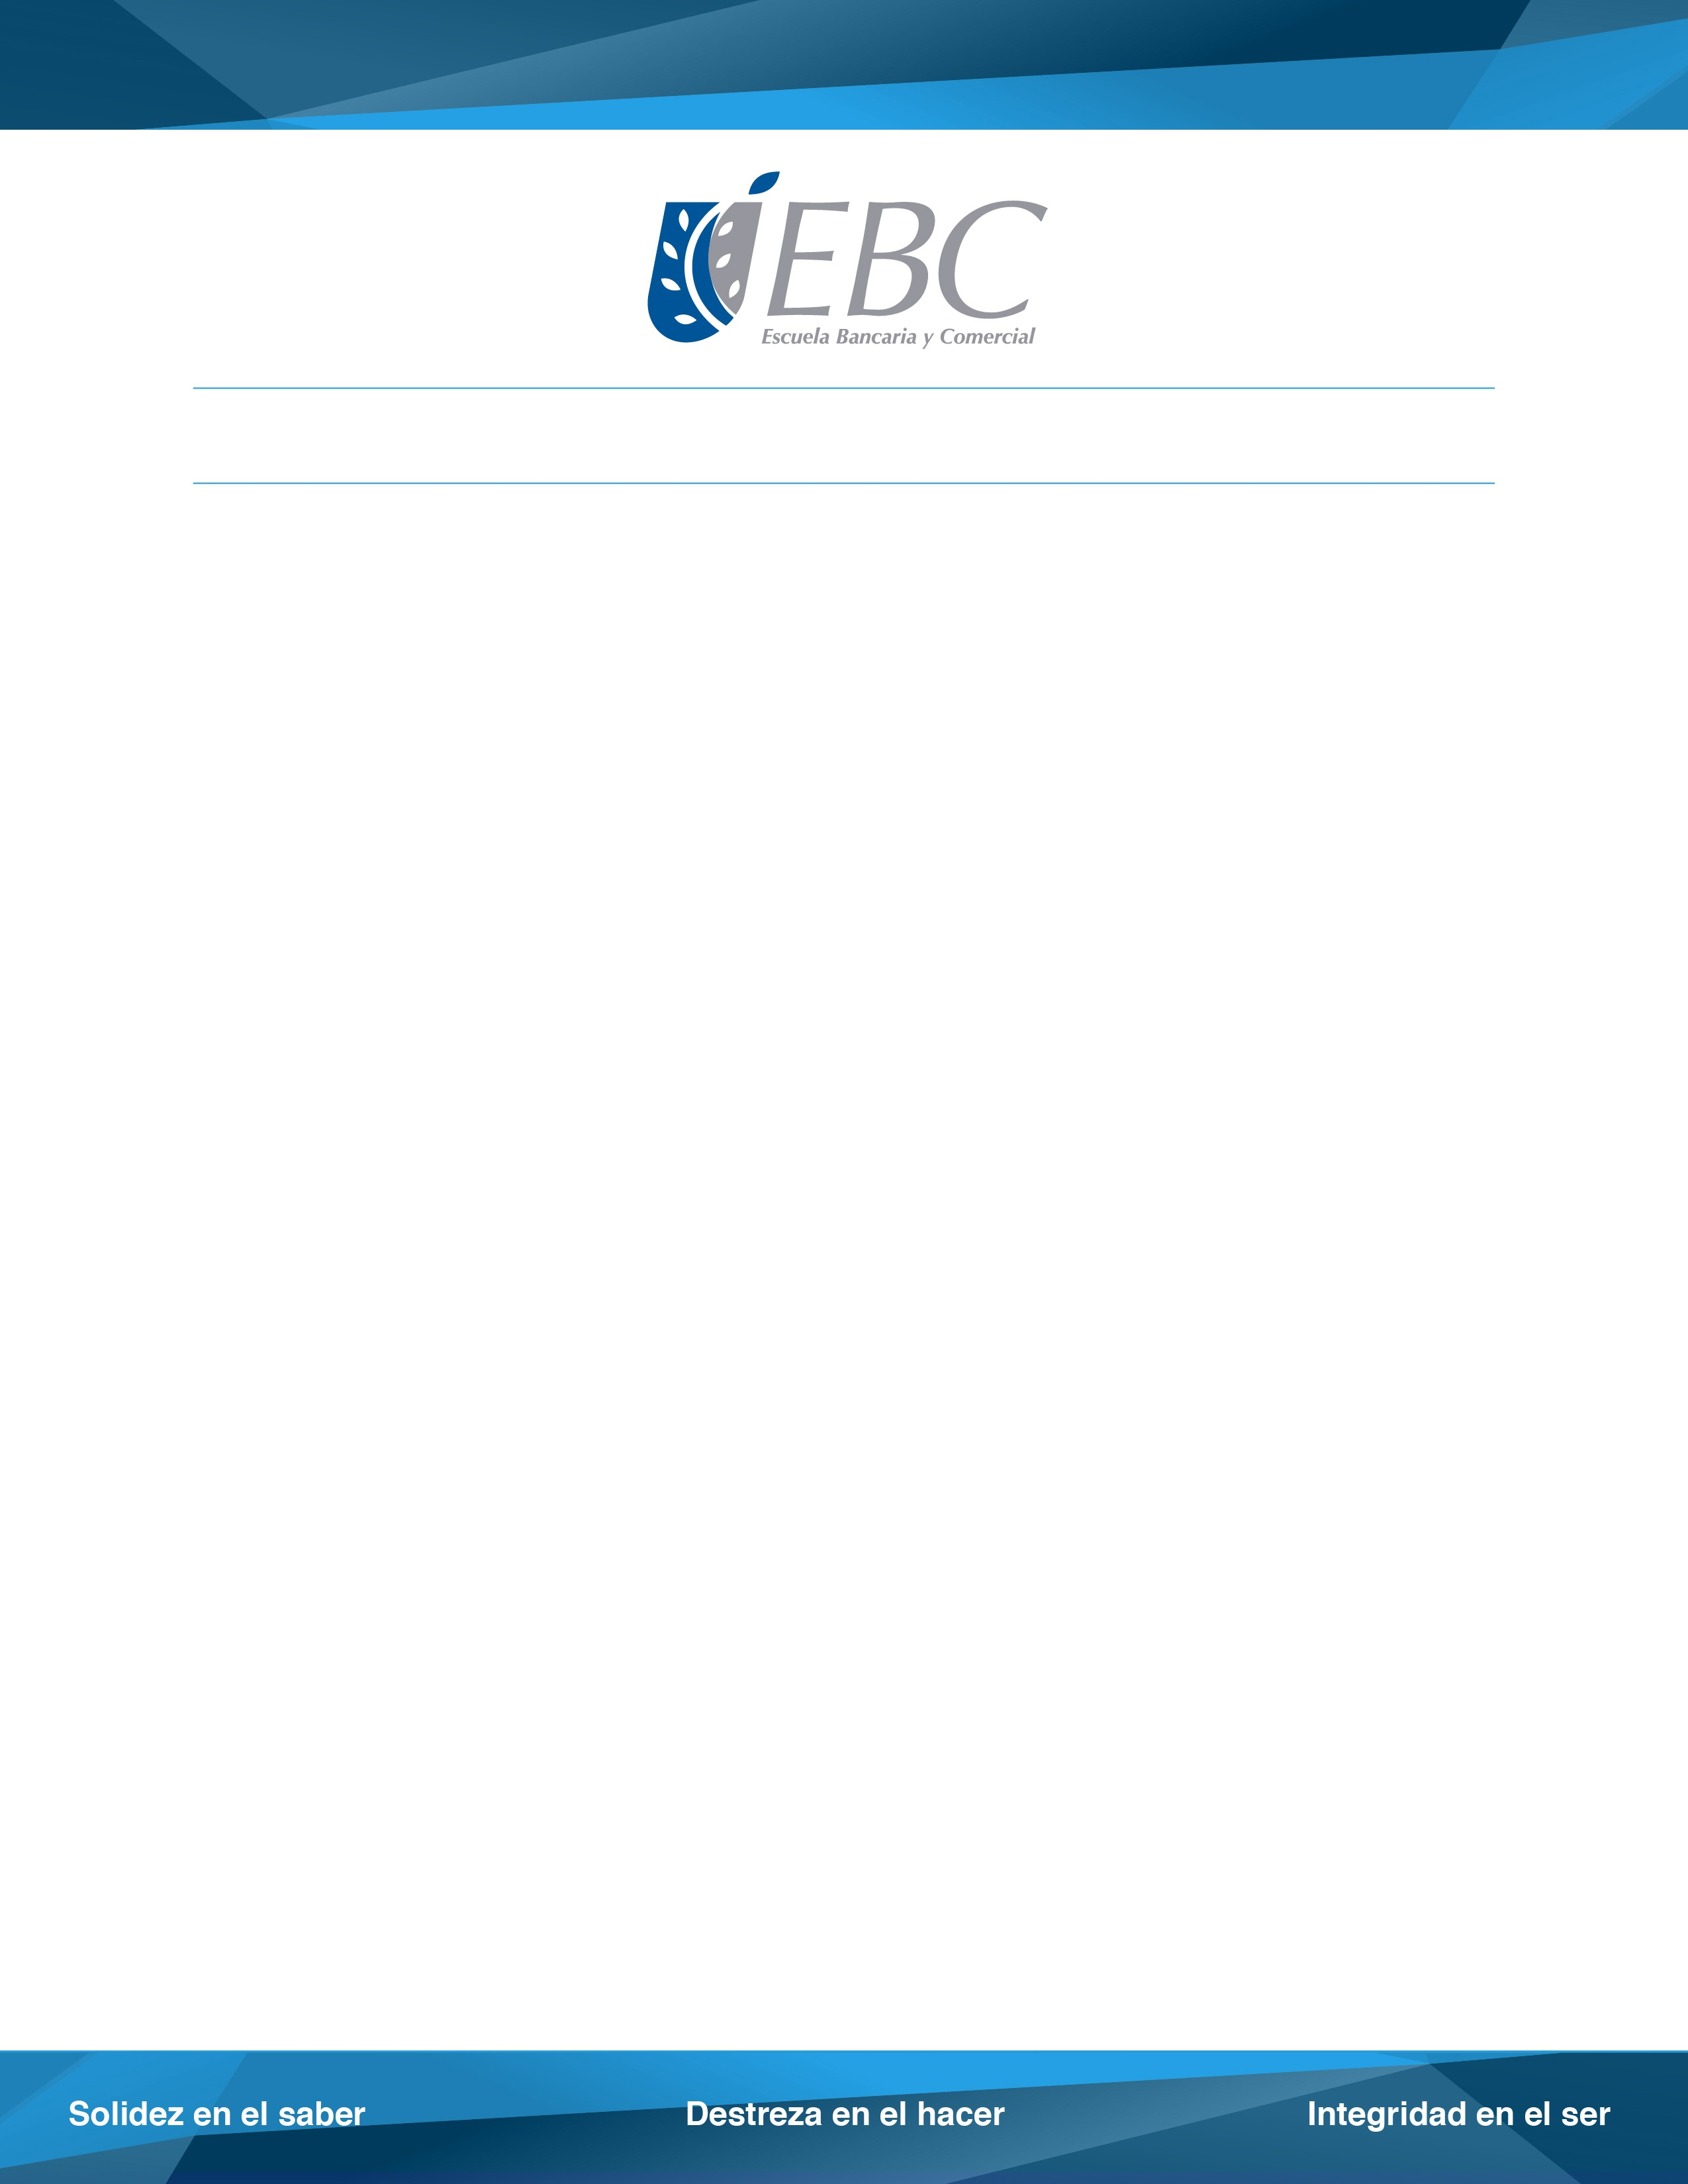 EBC
Escuela Bancaria y Comercial
Solidez en el saber
Destreza en el hacer
Integridad en el ser